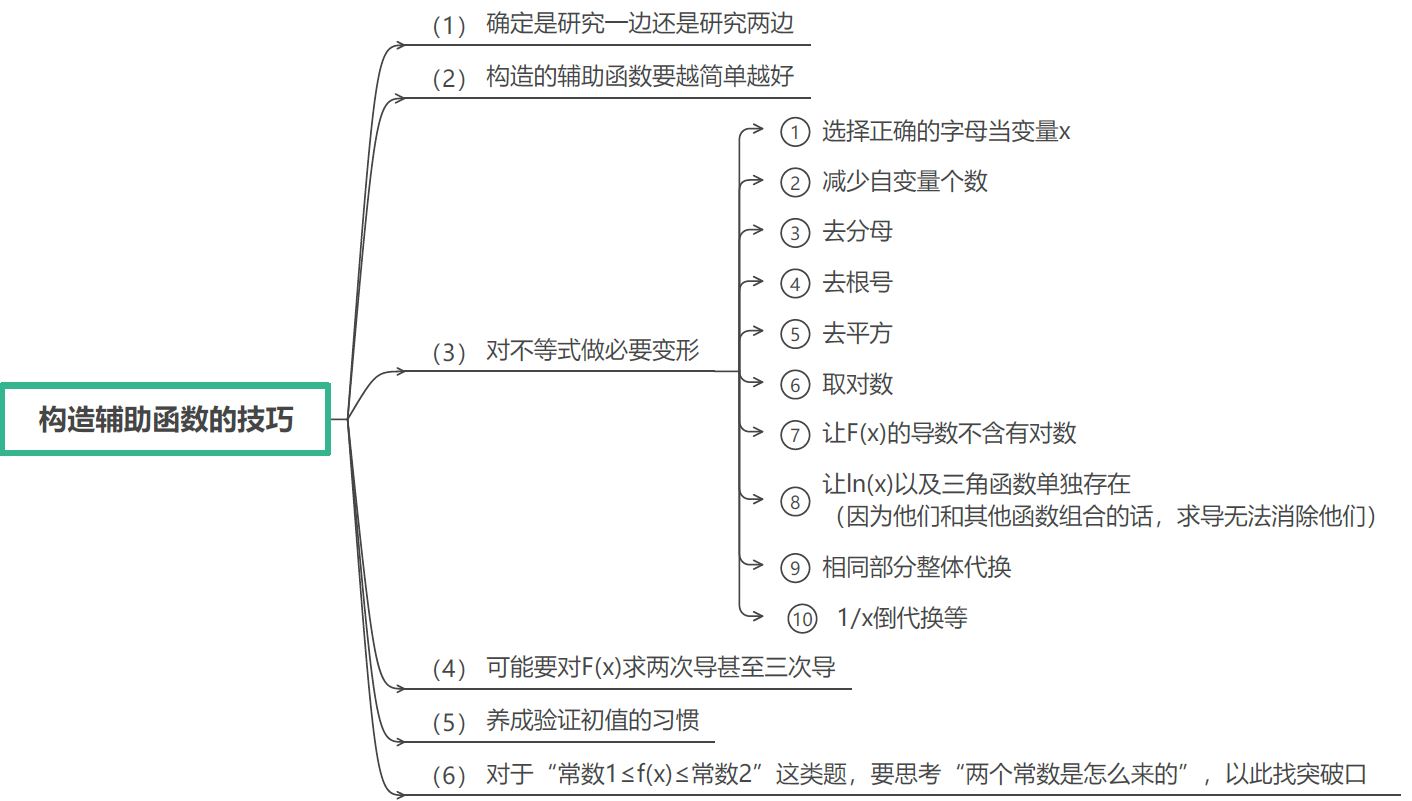 （1） 确定是研究一边还是研究两边
（2） 构造的辅助函数要越简单越好
① 选择正确的字母当变量x
② 减少自变量个数
③ 去分母
④ 去根号
⑤ 去平方
（3） 对不等式做必要变形
⑥ 取对数
构造辅助函数的技巧
⑦ 让F(x)的导数不含有对数
⑧ 让ln(x)以及三角函数单独存在
（因为他们和其他函数组合的话，求导无法消除他们）
⑨ 相同部分整体代换
⑩ 1/x倒代换等
（4） 可能要对F(x)求两次导甚至三次导
（5） 养成验证初值的习惯
（6） 对于“常数1≤f(x)≤常数2”这类题，要思考“两个常数是怎么来的”，以此找突破口